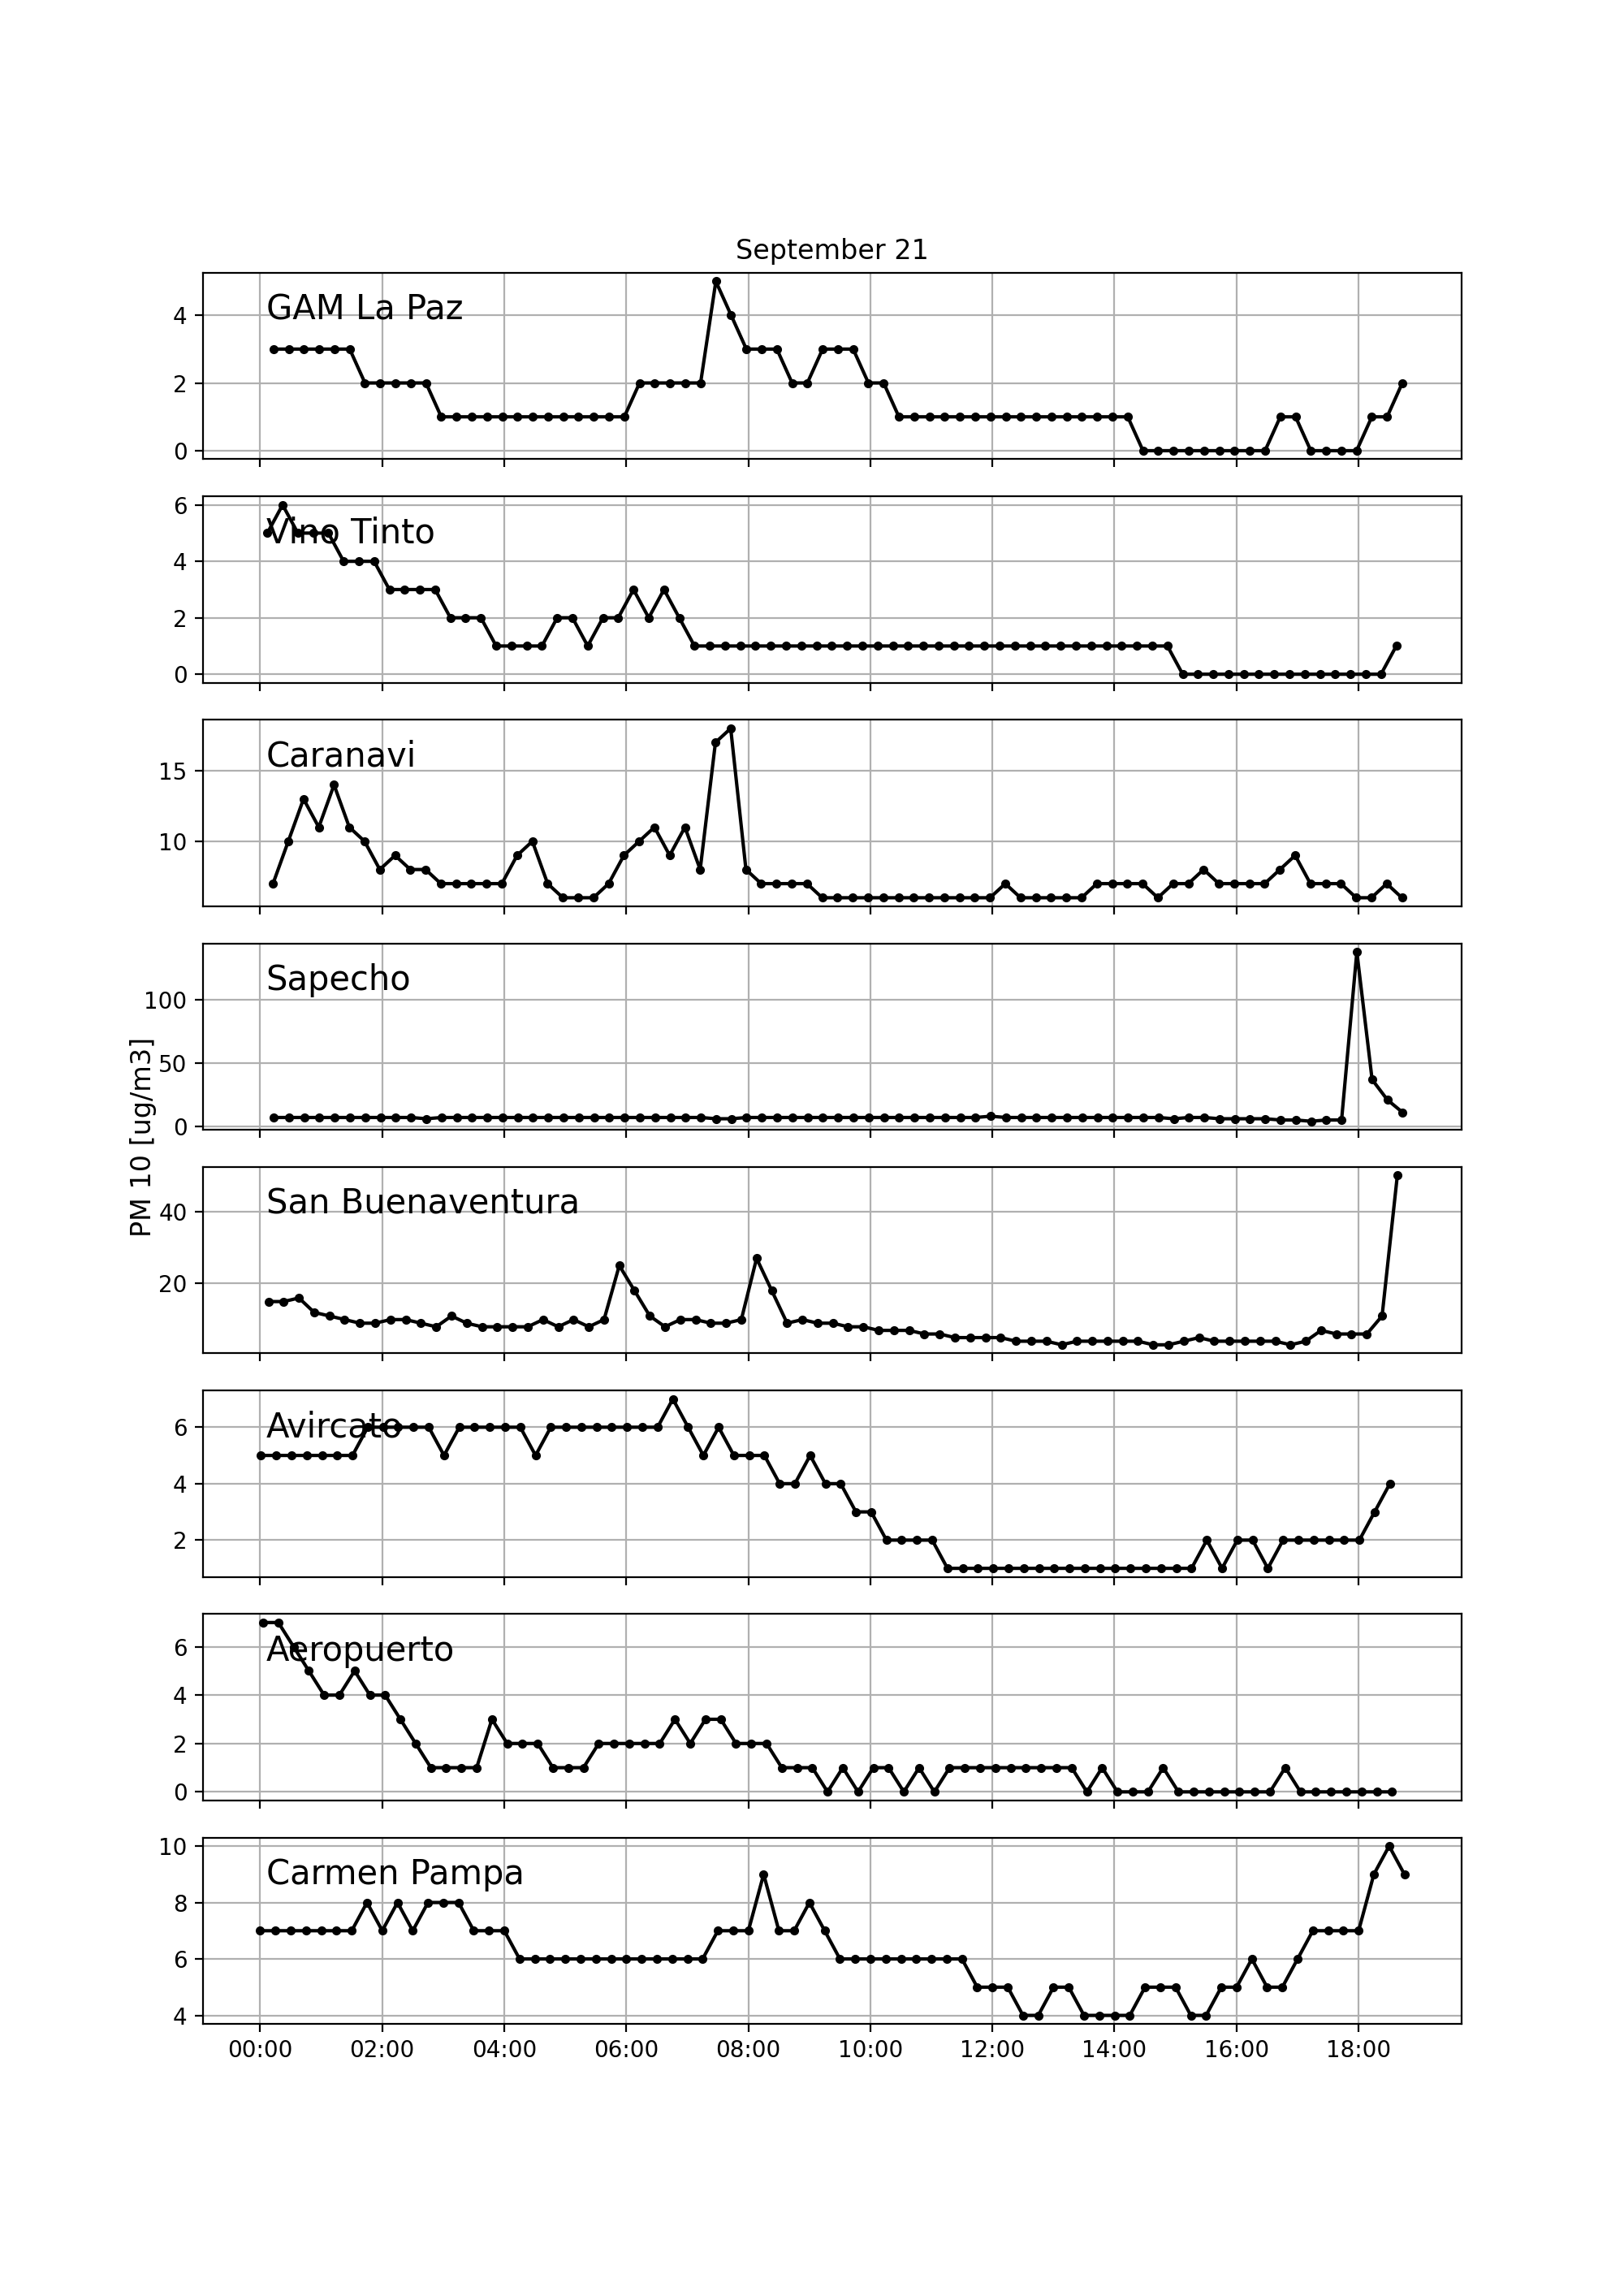 September 21
GAM La Paz
4
2
0
Vino Tinto
6
4
2
0
Caranavi
15
10
Sapecho
100
50
0
PM 10 [ug/m3]
San Buenaventura
40
20
Avircato
6
4
2
Aeropuerto
6
4
2
0
Carmen Pampa
10
8
6
4
00:00 02:00 04:00 06:00 08:00 10:00 12:00 14:00 16:00 18:00